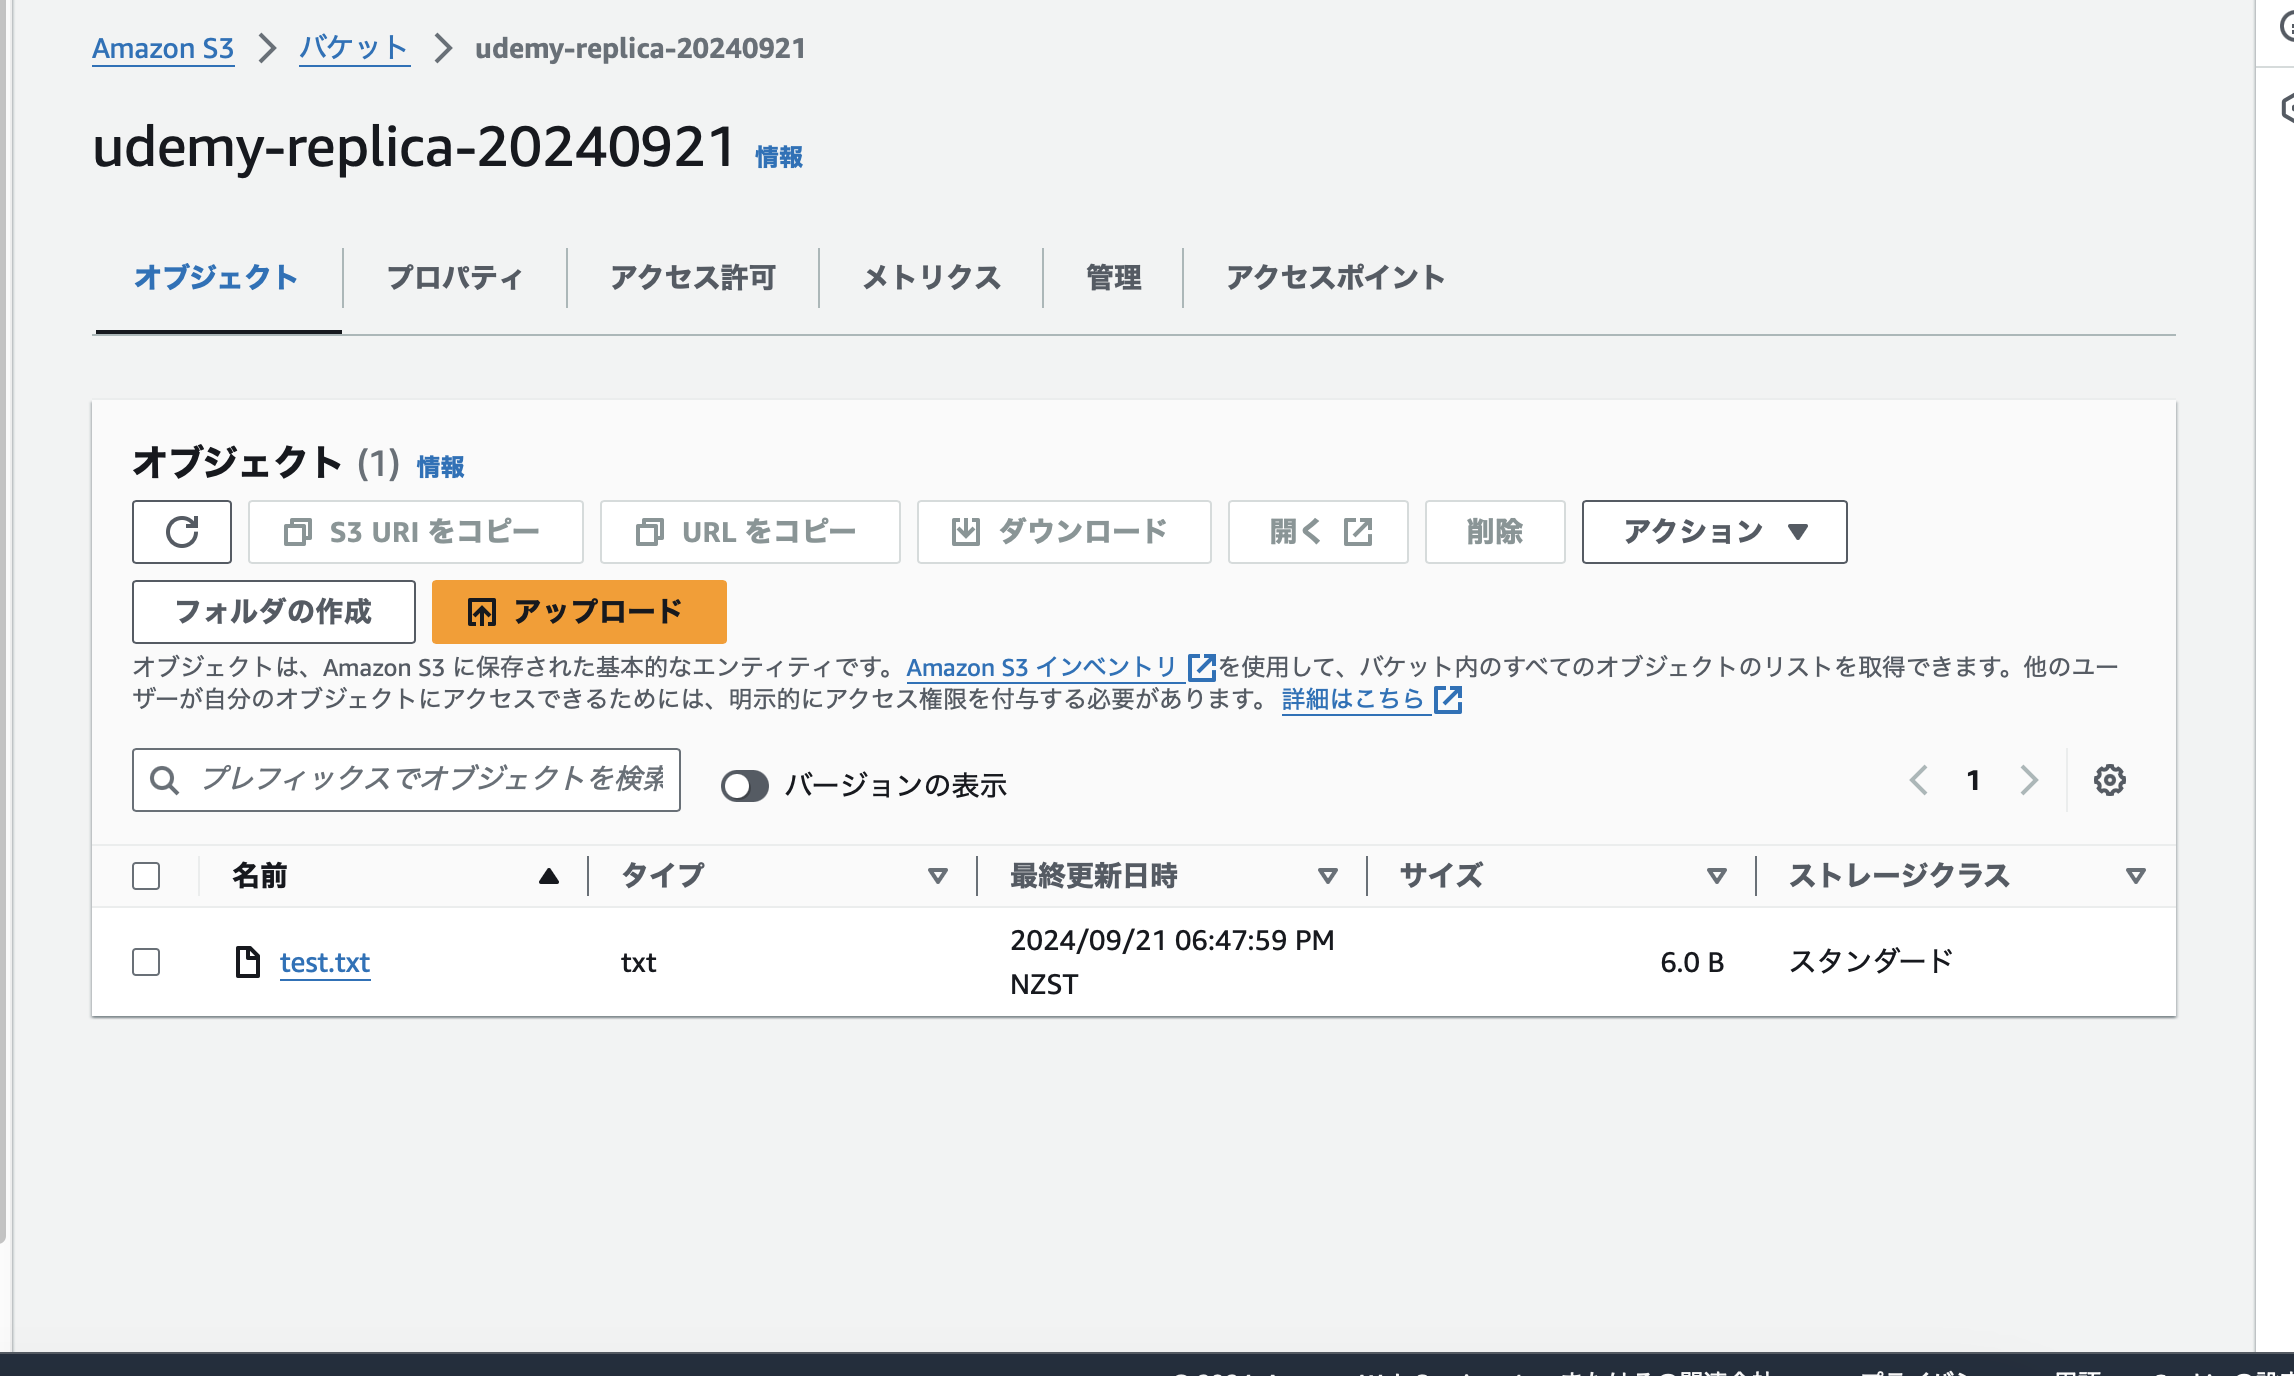 Amazon S3 > バケット > udemy-replica-20240921
udemy-replica-20240921 情報
オブジェクト プロパティ アクセス許可 メトリクス 管理 アクセスポイント
オブジェクト (1) 情報
S3 URI をコピー URL をコピー ダウンロード 開く 削除 アクション
フォルダの作成 アップロード
オブジェクトは、Amazon S3 に保存された基本的なエンティティです。Amazon S3 インベントリ を使用して、バケット内のすべてのオブジェクトのリストを取得できます。他のユー
ザーが自分のオブジェクトにアクセスできるためには、明示的にアクセス権限を付与する必要があります。詳細はこちら
プレフィックスでオブジェクトを検索 バージョンの表示 1
名前 タイプ 最終更新日時 サイズ ストレージクラス
test.txt txt 2024/09/21 06:47:59 PM NZST 6.0 B スタンダード